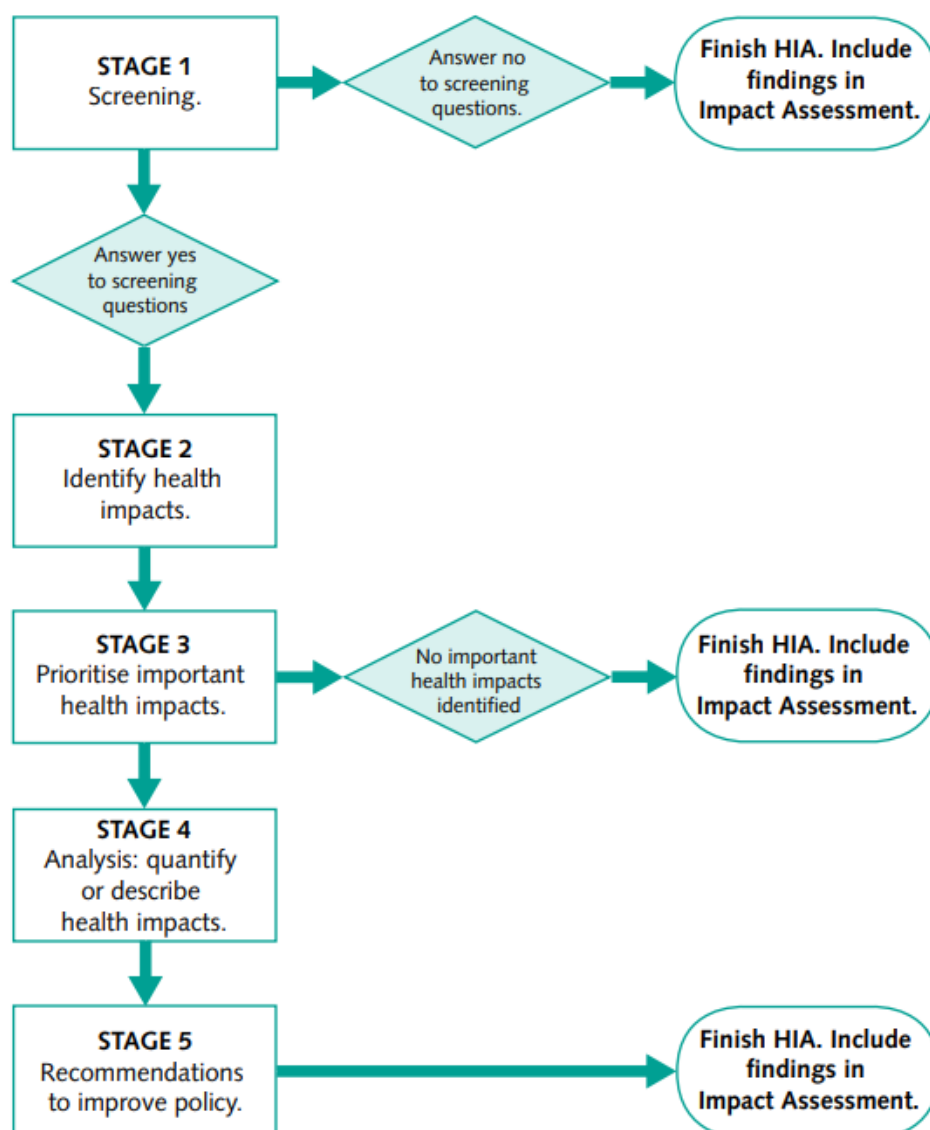 STAGE 1
Screening.
Answer no
to screening
questions.
Finish HIA. Include
findings in
Impact Assessment.
Answer yes
to screening
questions
STAGE 2
Identify health
impacts.
STAGE 3
Prioritise important
health impacts.
No important
health impacts
identified
Finish HIA. Include
findings in
Impact Assessment.
STAGE 4
Analysis: quantify
or describe
health impacts.
STAGE 5
Recommendations
to improve policy.
Finish HIA. Include
findings in
Impact Assessment.